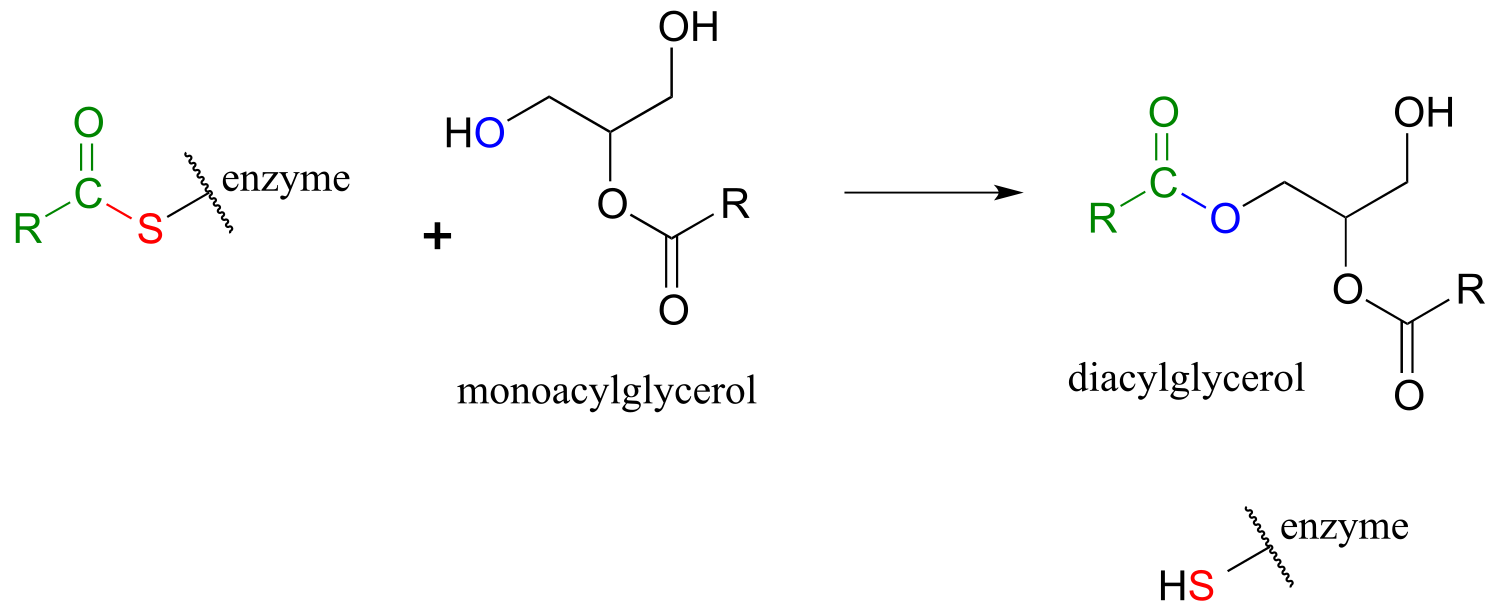 OH
O
HO
enzyme
C
R
S
O
R
+
O
monoacylglycerol
O
OH
C
R
O
O
R
O
diacylglycerol
enzyme
HS